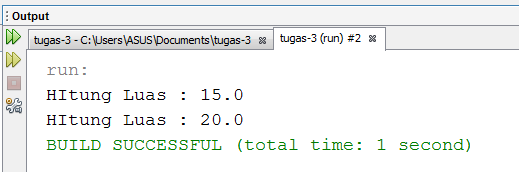 Output
tugas-3 - C:\Users\ASUS\Documents\tugas-3
tugas-3 (run) #2
run:
HItung Luas : 15.0
HItung Luas : 20.0
BUILD SUCCESSFUL (total time: 1 second)